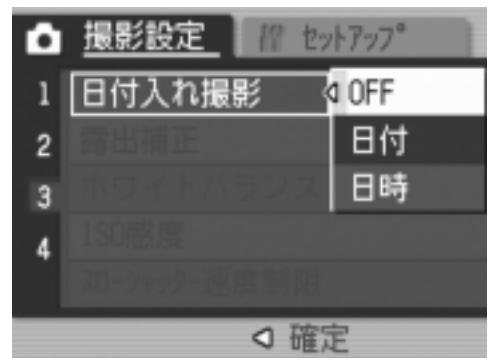 撮影設定 セットアップ
1 日付入れ撮影 OFF
2 露出補正 日付
3 ホワイトバランス 日時
4 ISO感度
スローシャッター速度制限
確定